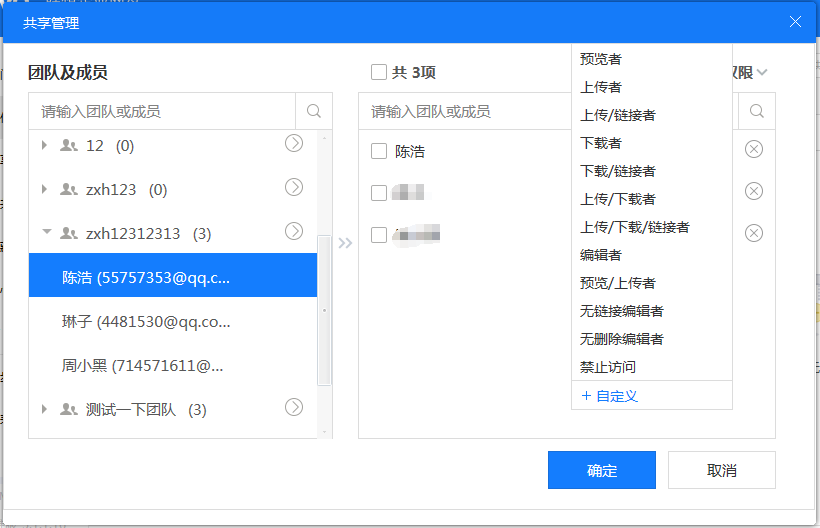 共享管理
团队及成员
请输入团队或成员
12 (0)
zxh123 (0)
zxh12312313 (3)
陈浩 (55757353@qq.c...
琳子 (4481530@qq.co...
周小黑 (714571611@...
测试一下团队 (3)
共 3项
限
请输入团队或成员
陈浩
预览者
上传者
上传/链接者
下载者
下载/链接者
上传/下载者
上传/下载/链接者
编辑者
预览/上传者
无链接编辑者
无删除编辑者
禁止访问
+ 自定义
确定
取消